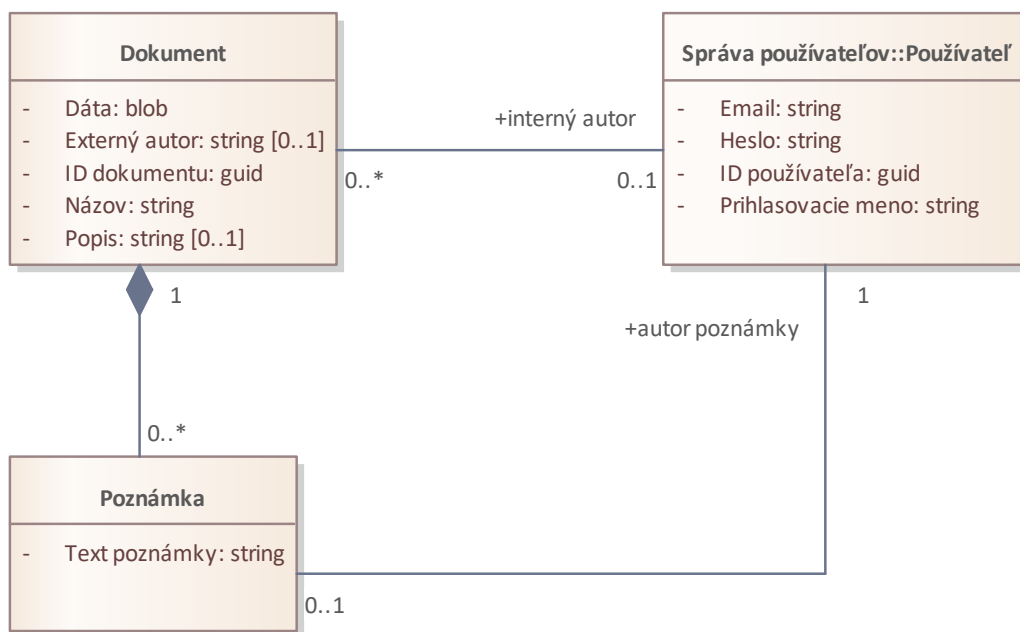 Dokument
- Dáta: blob
- Externý autor: string [0..1]
- ID dokumentu: guid
- Názov: string
- Popis: string [0..1]
+interný autor
0..*
0..1
Správa používateľov::Používateľ
- Email: string
- Heslo: string
- ID používateľa: guid
- Prihlasovacie meno: string
1
1
+autor poznámky
0..*
Poznámka
- Text poznámky: string
0..1